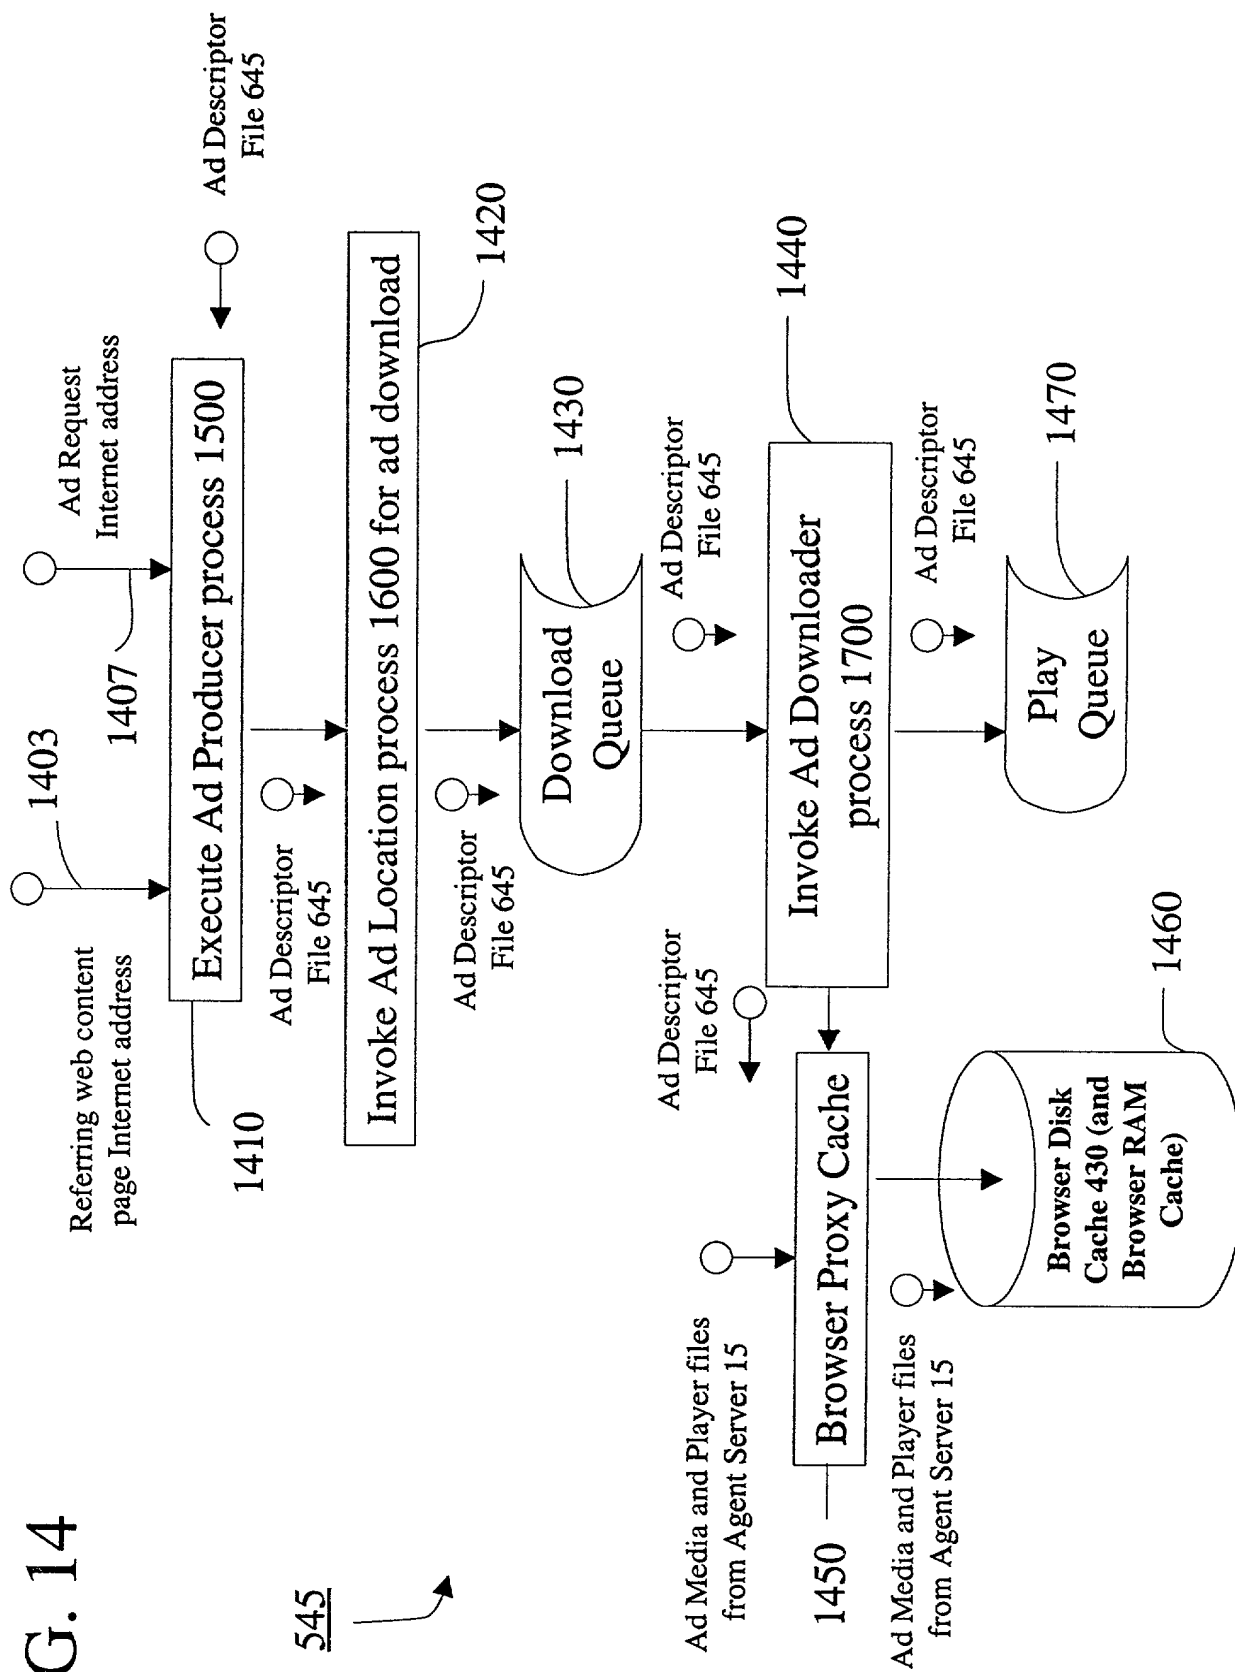 G. 14
545
1403
1407
Ad Request
Internet address
Referring web content
page Internet address
Execute Ad Producer process 1500
Ad Descriptor
File 645
1410
Ad Descriptor
File 645
Invoke Ad Location process 1600 for ad download
1420
Ad Descriptor
File 645
Download
Queue
1430
Ad Descriptor
File 645
Ad Descriptor
File 645
Invoke Ad Downloader
process 1700
1440
Ad Media and Player files
from Agent Server 15
Browser Proxy Cache
1450
Ad Descriptor
File 645
Ad Media and Player files
from Agent Server 15
Browser Disk
Cache 430 (and
Browser RAM
Cache)
1460
Play
Queue
1470